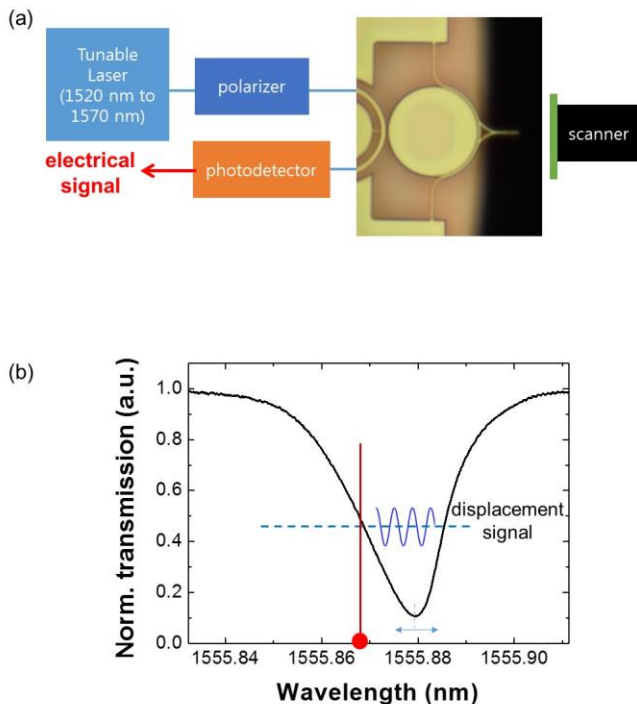 (a)
Tunable
Laser
(1520 nm to
1570 nm)
polarizer
scanner
electrical
signal
photodetector
(b)
Norm. transmission (a.u.)
1.0
0.8
0.6
0.4
0.2
0.0
displacement
signal
1555.84
1555.86
1555.88
1555.90
Wavelength (nm)